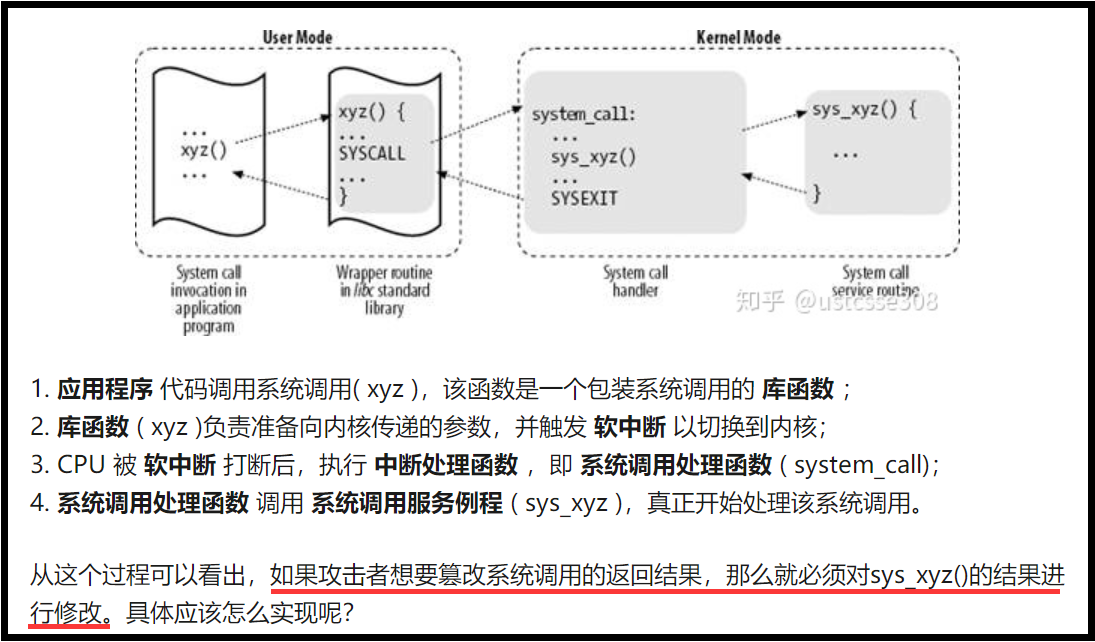 User Mode
Kernel Mode
...
xyz()
...
xyz() {
...
SYSCALL
...
}
system_call:
...
sys_xyz()
...
SYSEXIT
sys_xyz() {
...
}
System call
invocation in
application
program
Wrapper routine
in libc standard
library
System call
handler
System call
service routine
知乎 @ustcsse308
1. 应用程序 代码调用系统调用( xyz )，该函数是一个包装系统调用的 库函数 ；
2. 库函数 ( xyz )负责准备向内核传递的参数，并触发 软中断 以切换到内核；
3. CPU 被 软中断 打断后，执行 中断处理函数 ，即 系统调用处理函数 ( system_call)；
4. 系统调用处理函数 调用 系统调用服务例程 ( sys_xyz )，真正开始处理该系统调用。
从这个过程可以看出，如果攻击者想要篡改系统调用的返回结果，那么就必须对sys_xyz()的结果进
行修改。具体应该怎么实现呢？